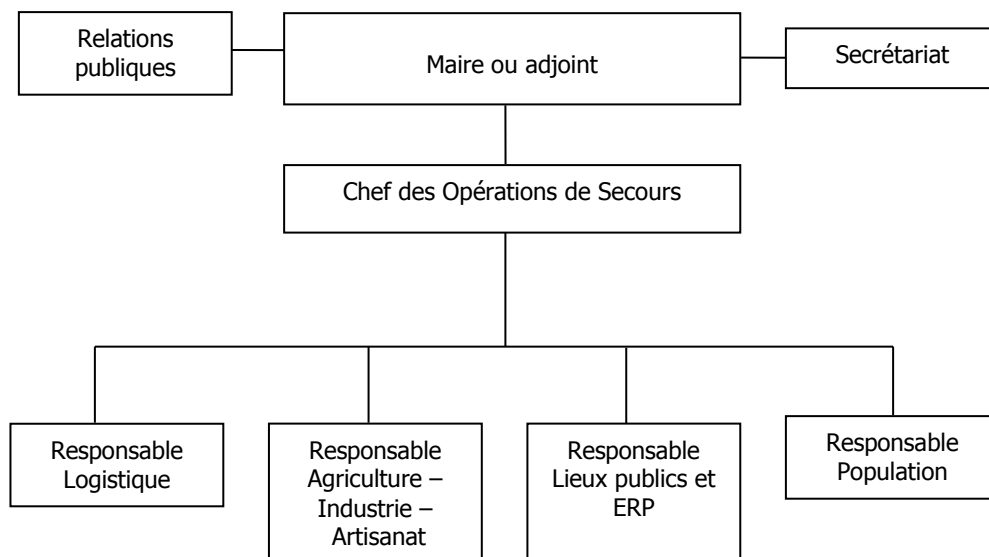 Relations
publiques
Maire ou adjoint
Secrétariat
Chef des Opérations de Secours
Responsable
Logistique
Responsable
Agriculture –
Industrie –
Artisanat
Responsable
Lieux publics et
ERP
Responsable
Population